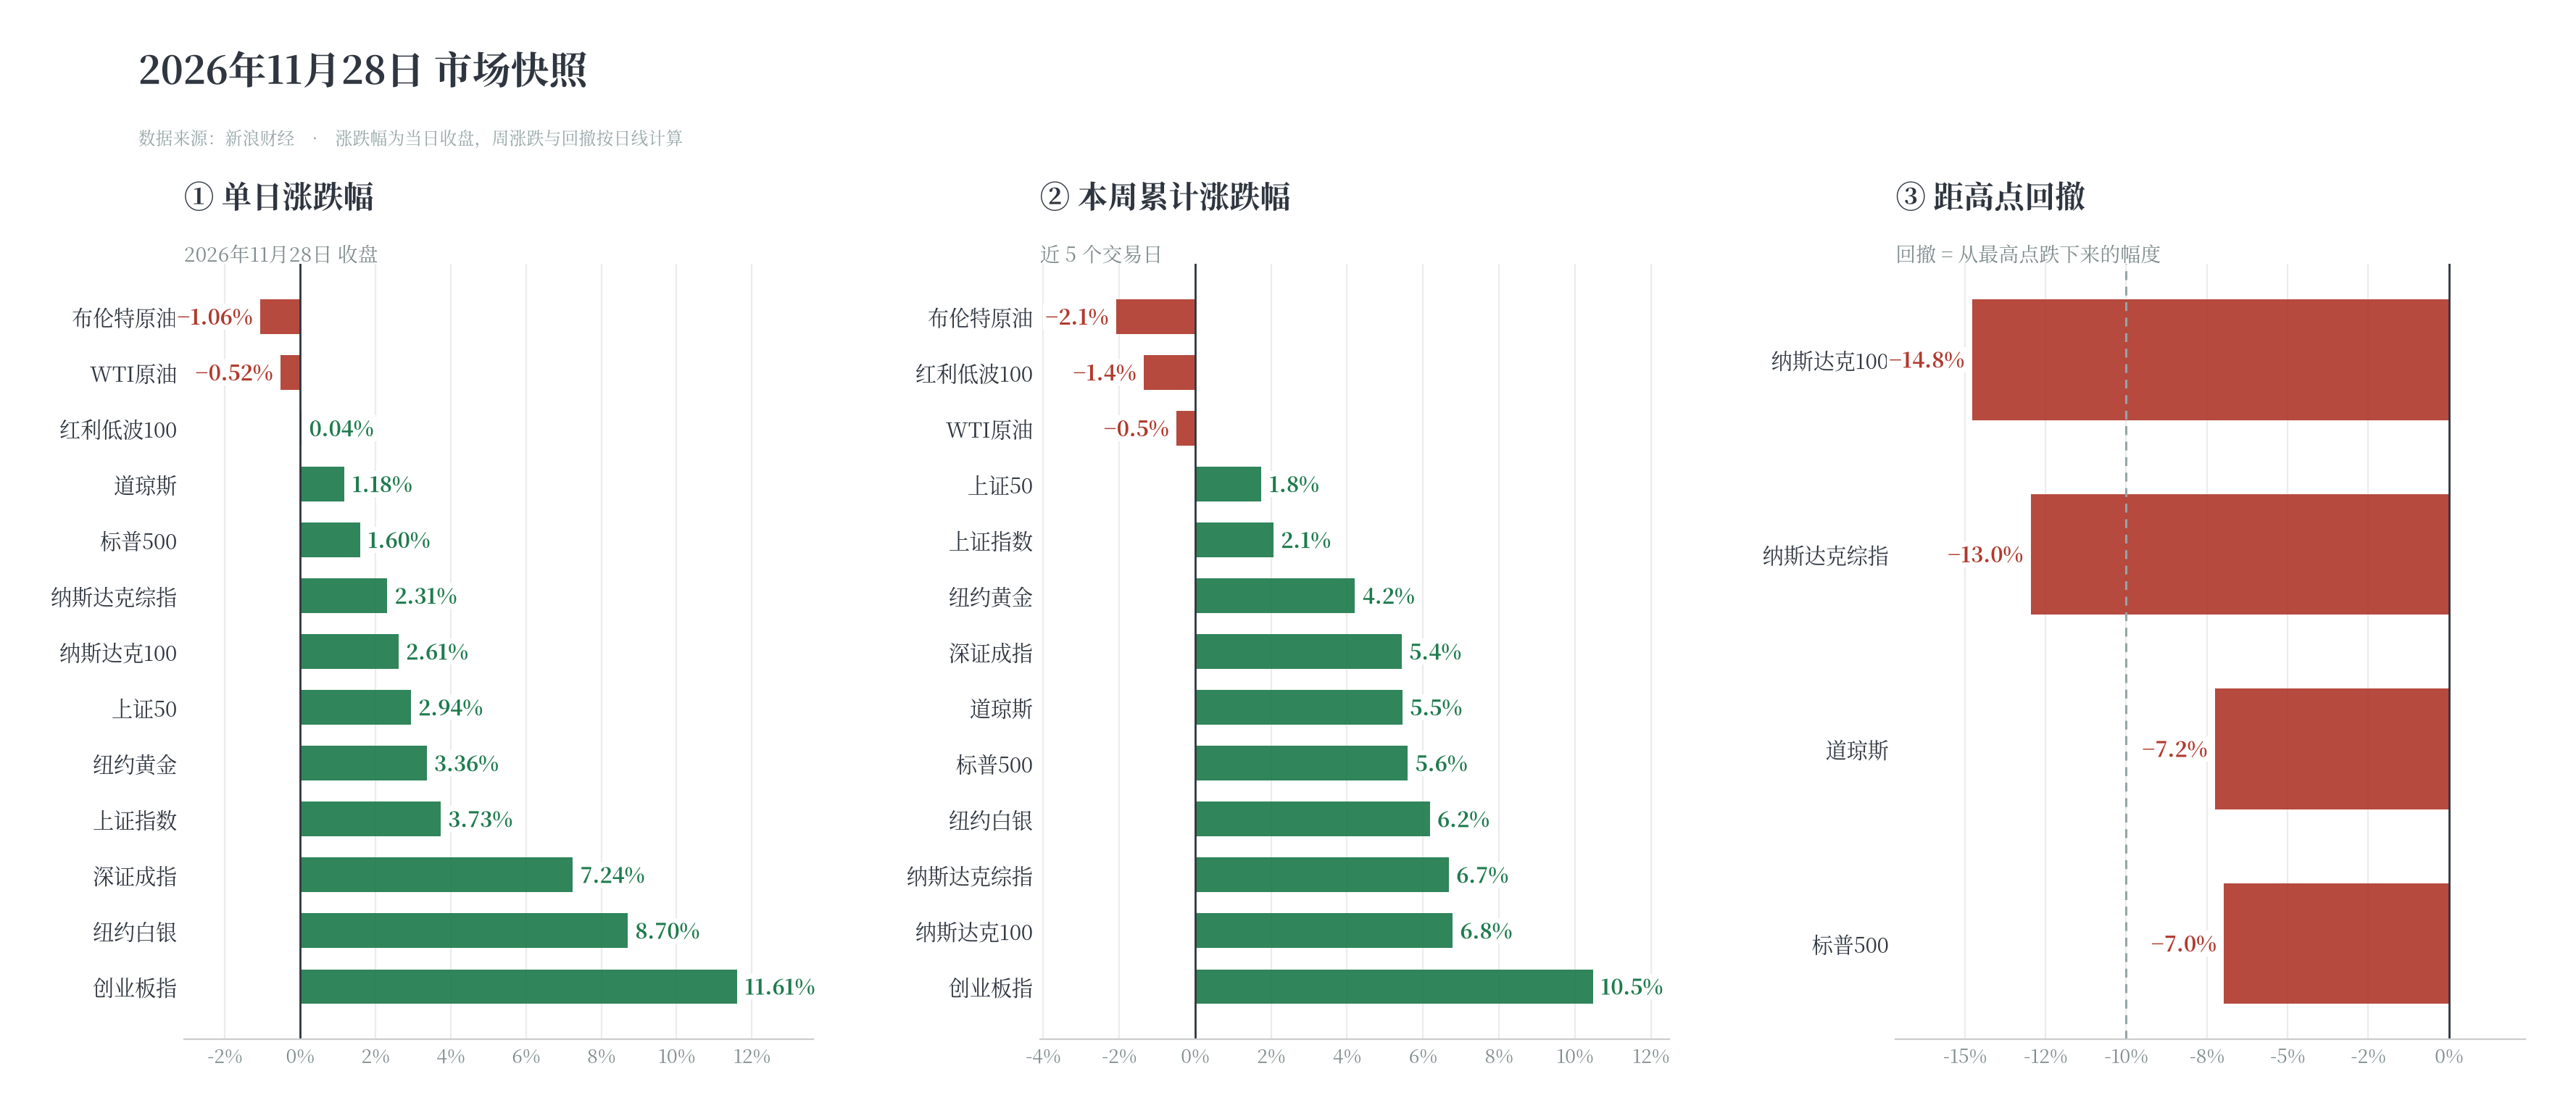 2026年11月28日 市场快照
数据来源：新浪财经 · 涨跌幅为当日收盘，周涨跌与回撤按日线计算
① 单日涨跌幅
2026年11月28日 收盘
布伦特原油 −1.06%
WTI原油 −0.52%
红利低波100 0.04%
道琼斯 1.18%
标普500 1.60%
纳斯达克综指 2.31%
纳斯达克100 2.61%
上证50 2.94%
纽约黄金 3.36%
上证指数 3.73%
深证成指 7.24%
纽约白银 8.70%
创业板指 11.61%
-2% 0% 2% 4% 6% 8% 10% 12%
② 本周累计涨跌幅
近 5 个交易日
布伦特原油 −2.1%
红利低波100 −1.4%
WTI原油 −0.5%
上证50 1.8%
上证指数 2.1%
纽约黄金 4.2%
深证成指 5.4%
道琼斯 5.5%
标普500 5.6%
纽约白银 6.2%
纳斯达克综指 6.7%
纳斯达克100 6.8%
创业板指 10.5%
-4% -2% 0% 2% 4% 6% 8% 10% 12%
③ 距高点回撤
回撤 = 从最高点跌下来的幅度
纳斯达克100 −14.8%
纳斯达克综指 −13.0%
道琼斯 −7.2%
标普500 −7.0%
-15% -12% -10% -8% -5% -2% 0%